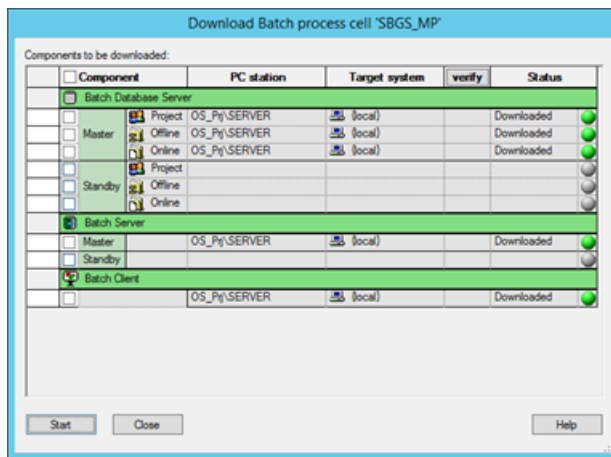 Download Batch process cell 'SBGS_MP'
Components to be downloaded:
Component PC station Target system verify Status
Batch Database Server
Project OS_Prj\SERVER (local) Downloaded
Master Offline OS_Prj\SERVER (local) Downloaded
Online OS_Prj\SERVER (local) Downloaded
Project
Standby Offline
Online
Batch Server
Master OS_Prj\SERVER (local) Downloaded
Standby
Batch Client
OS_Prj\SERVER (local) Downloaded
Start Close Help